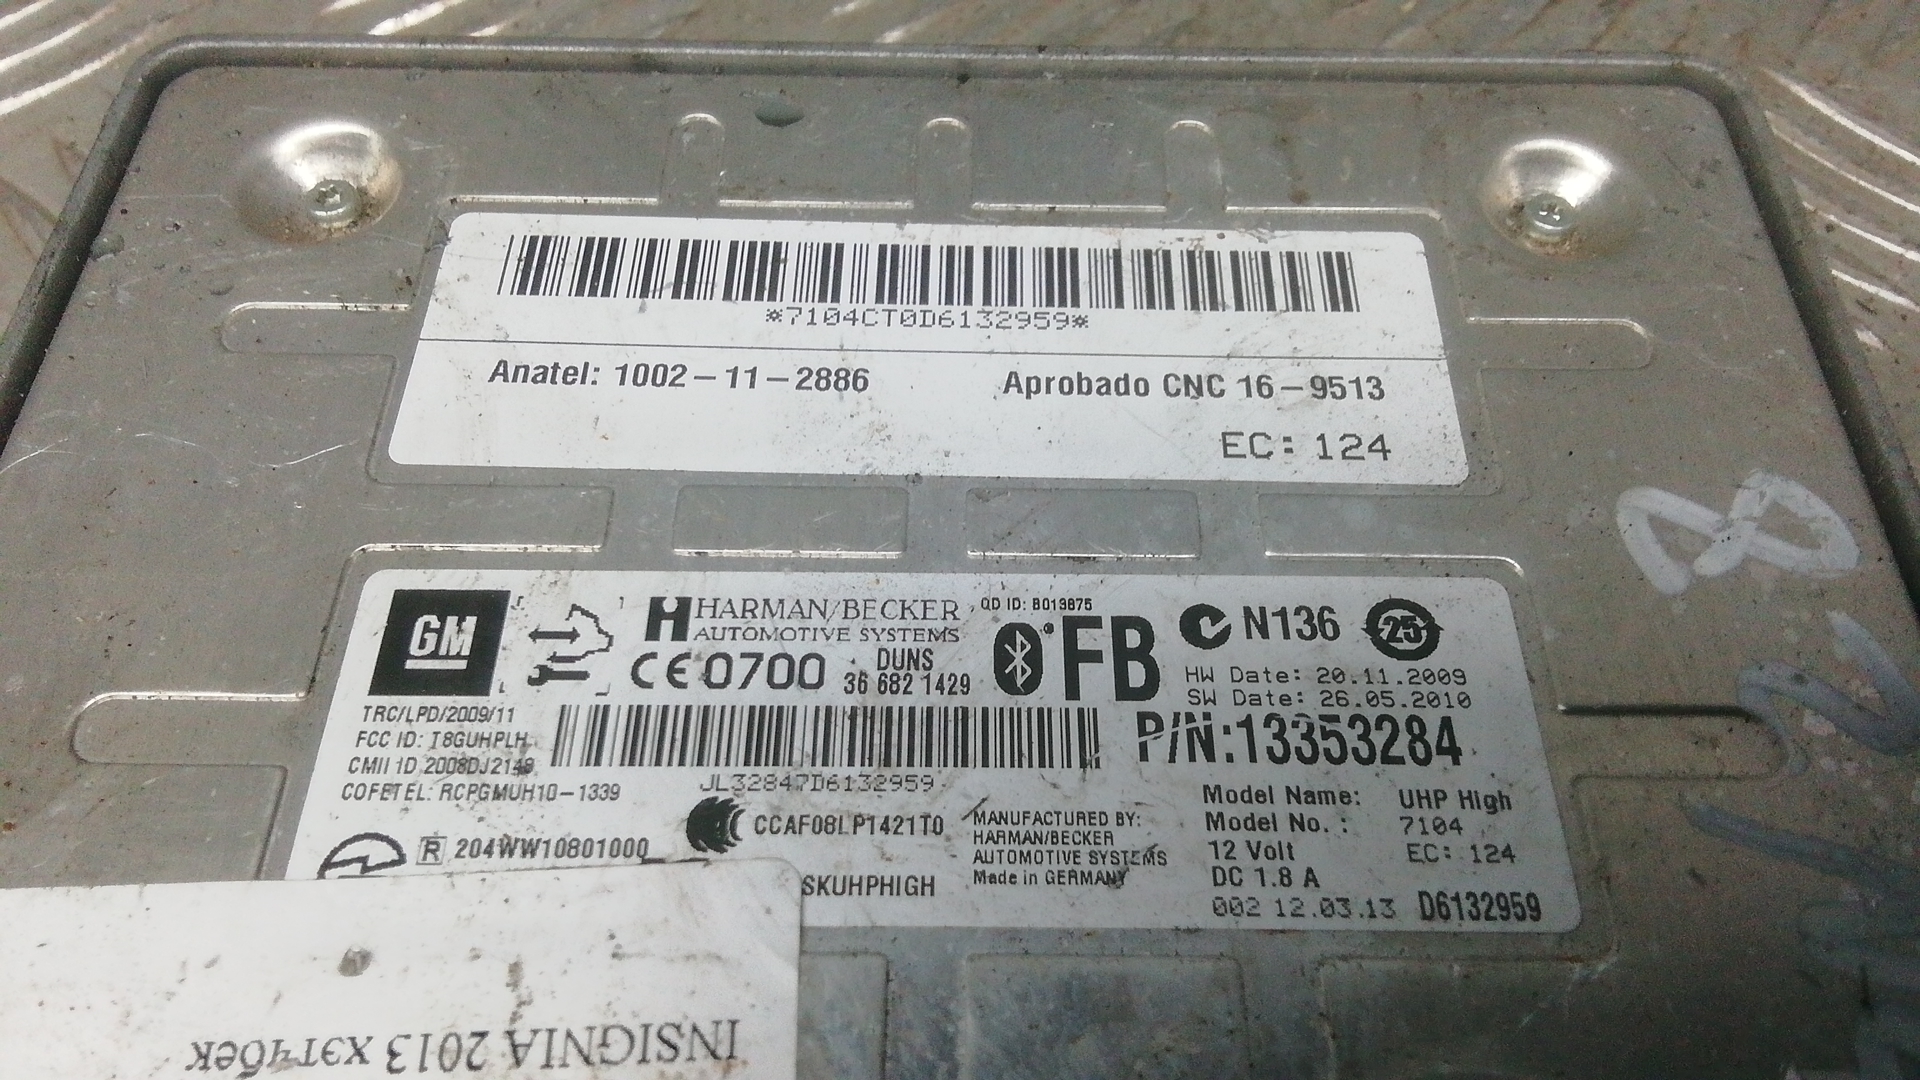 *7104CT0D6132959*
Anatel: 1002-11-2886 Aprobado CNC 16-9513
EC: 124
GM
HARMAN/BECKER
AUTOMOTIVE SYSTEMS
CE 0700
DUNS
36 682 1429
QD ID: B013875
FB
N136
25
HW Date: 20.11.2009
SW Date: 26.05.2010
P/N:13353284
TRC/LPD/2009/11
FCC ID: T8GUHPLH
CMII ID 2008DJ2148
COFETEL: RCPGMUH10-1339
JL32847D6132959
R 204WW10801000
CCAF08LP1421T0
SKUHPHIGH
MANUFACTURED BY:
HARMAN/BECKER
AUTOMOTIVE SYSTEMS
Made in GERMANY
Model Name: UHP High
Model No.: 7104
12 Volt EC: 124
DC 1.8 A
002 12.03.13 D6132959
8
INSIGNIA 2013 хэтчбек